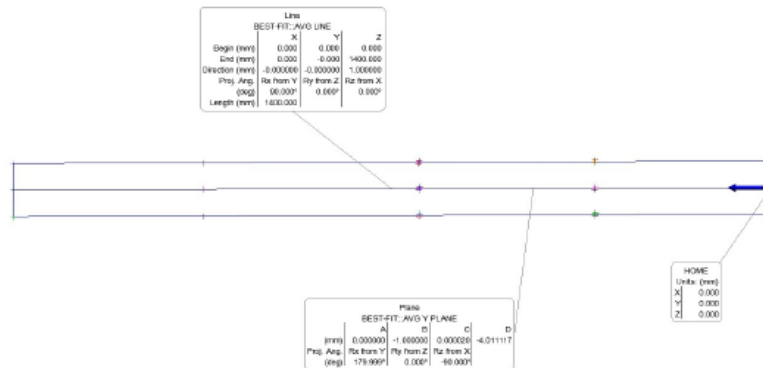 Line
BEST-FIT::AVG LINE
X Y Z
Begin (mm) 0.000 0.000 0.000
End (mm) 0.000 -0.000 1400.000
Direction (mm) -0.000000 -0.000000 1.000000
Proj. Ang. Rx from Y Ry from Z Rz from X
(deg) 90.000° 0.000° 0.000°
Length (mm) 1400.000
HOME
Units: (mm)
X 0.000
Y 0.000
Z 0.000
Plane
BEST-FIT::AVG Y PLANE
A B C D
(mm) 0.000000 -1.000000 0.000020 -4.011117
Proj. Ang. Rx from Y Ry from Z Rz from X
(deg) 179.999° 0.000° -90.000°